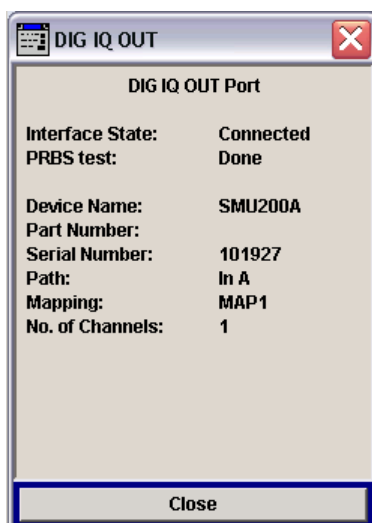 DIG IQ OUT
DIG IQ OUT Port
Interface State: Connected
PRBS test: Done
Device Name: SMU200A
Part Number:
Serial Number: 101927
Path: In A
Mapping: MAP1
No. of Channels: 1
Close